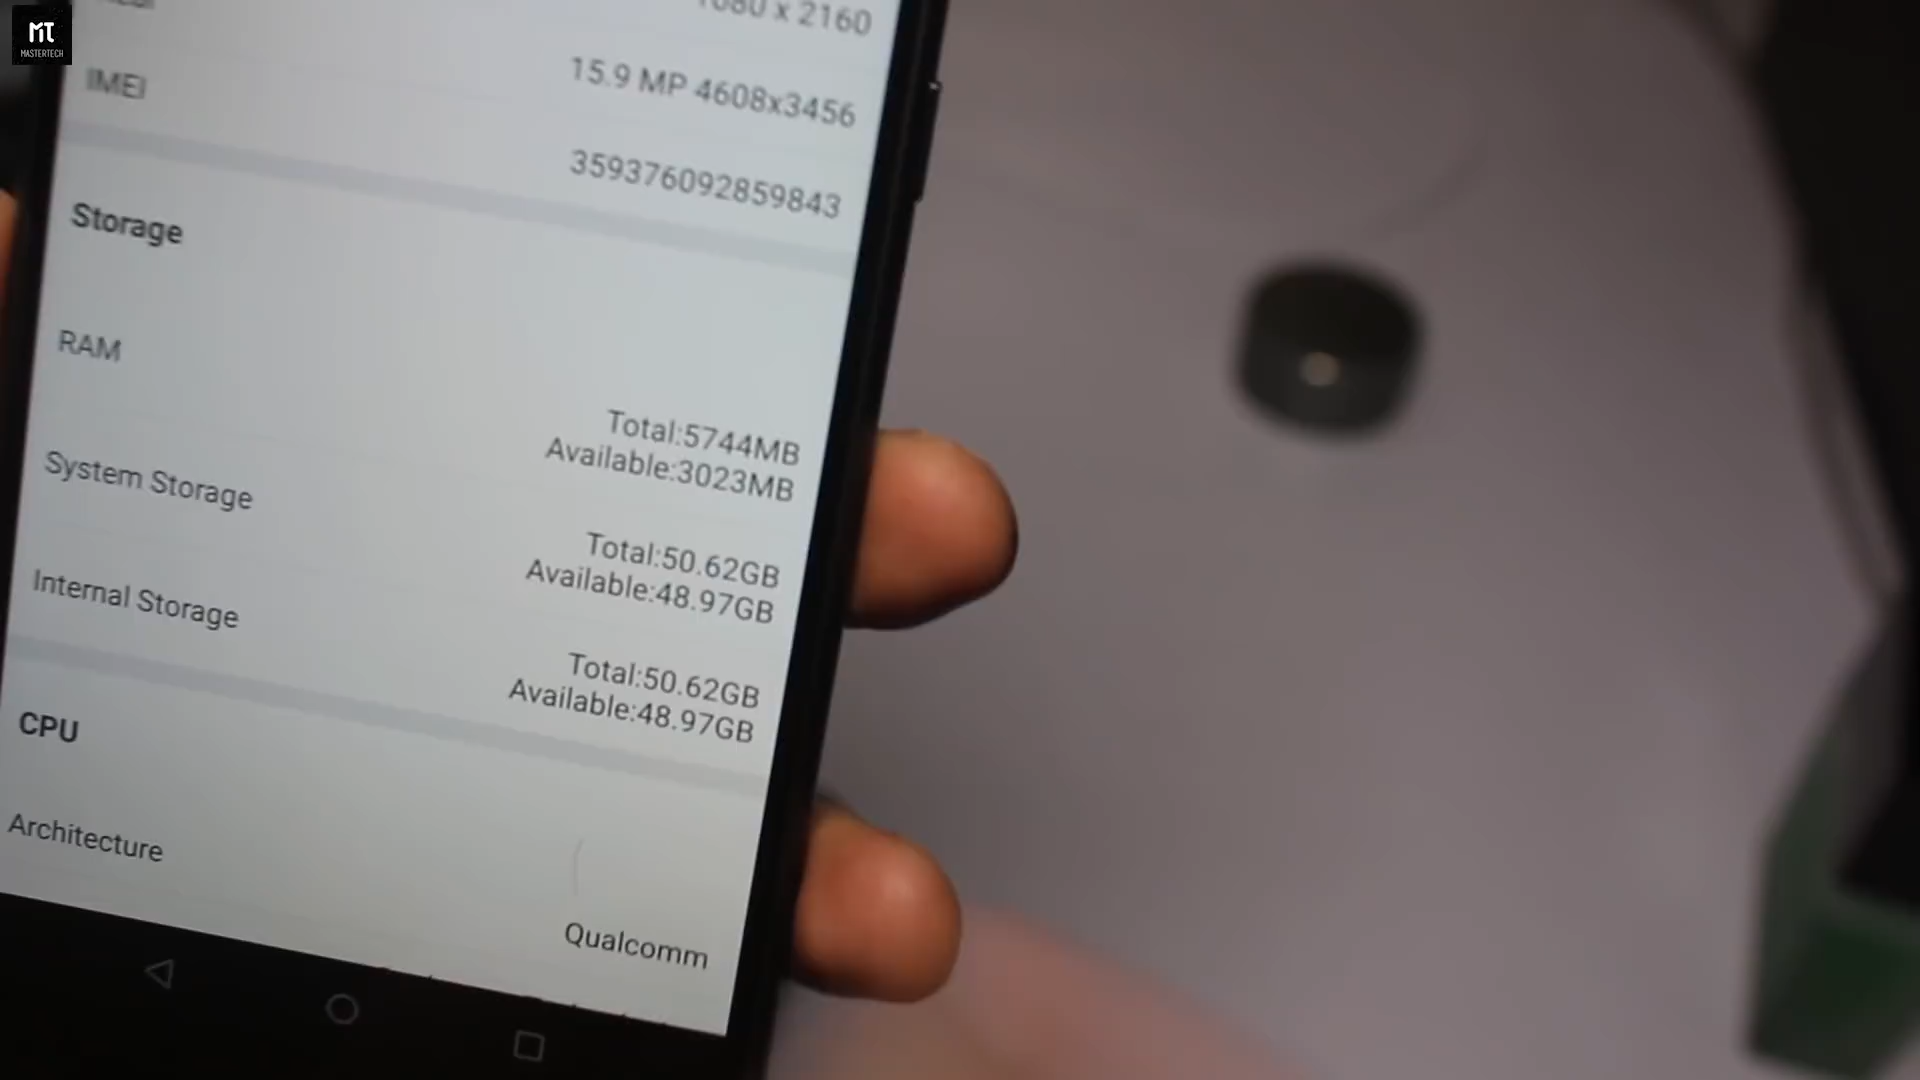 MT
MASTERTECH
1080 x 2160
15.9 MP 4608x3456
IMEI
359376092859843
Storage
RAM
Total:5744MB
Available:3023MB
System Storage
Total:50.62GB
Available:48.97GB
Internal Storage
Total:50.62GB
Available:48.97GB
CPU
Architecture
Qualcomm